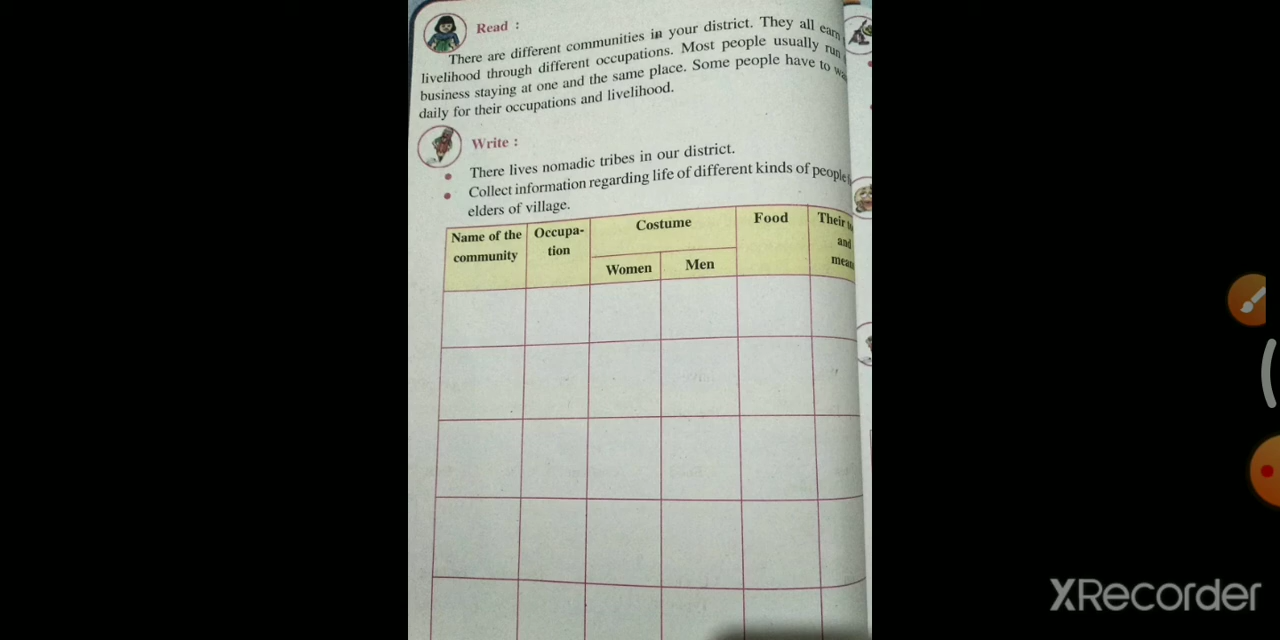 Read :
There are different communities in your district. They all earn
livelihood through different occupations. Most people usually run
business staying at one and the same place. Some people have to
daily for their occupations and livelihood.
Write :
• There lives nomadic tribes in our district.
• Collect information regarding life of different kinds of people
elders of village.
Name of the community
Occupa-tion
Costume
Women
Men
Food
Their
and
XRecorder